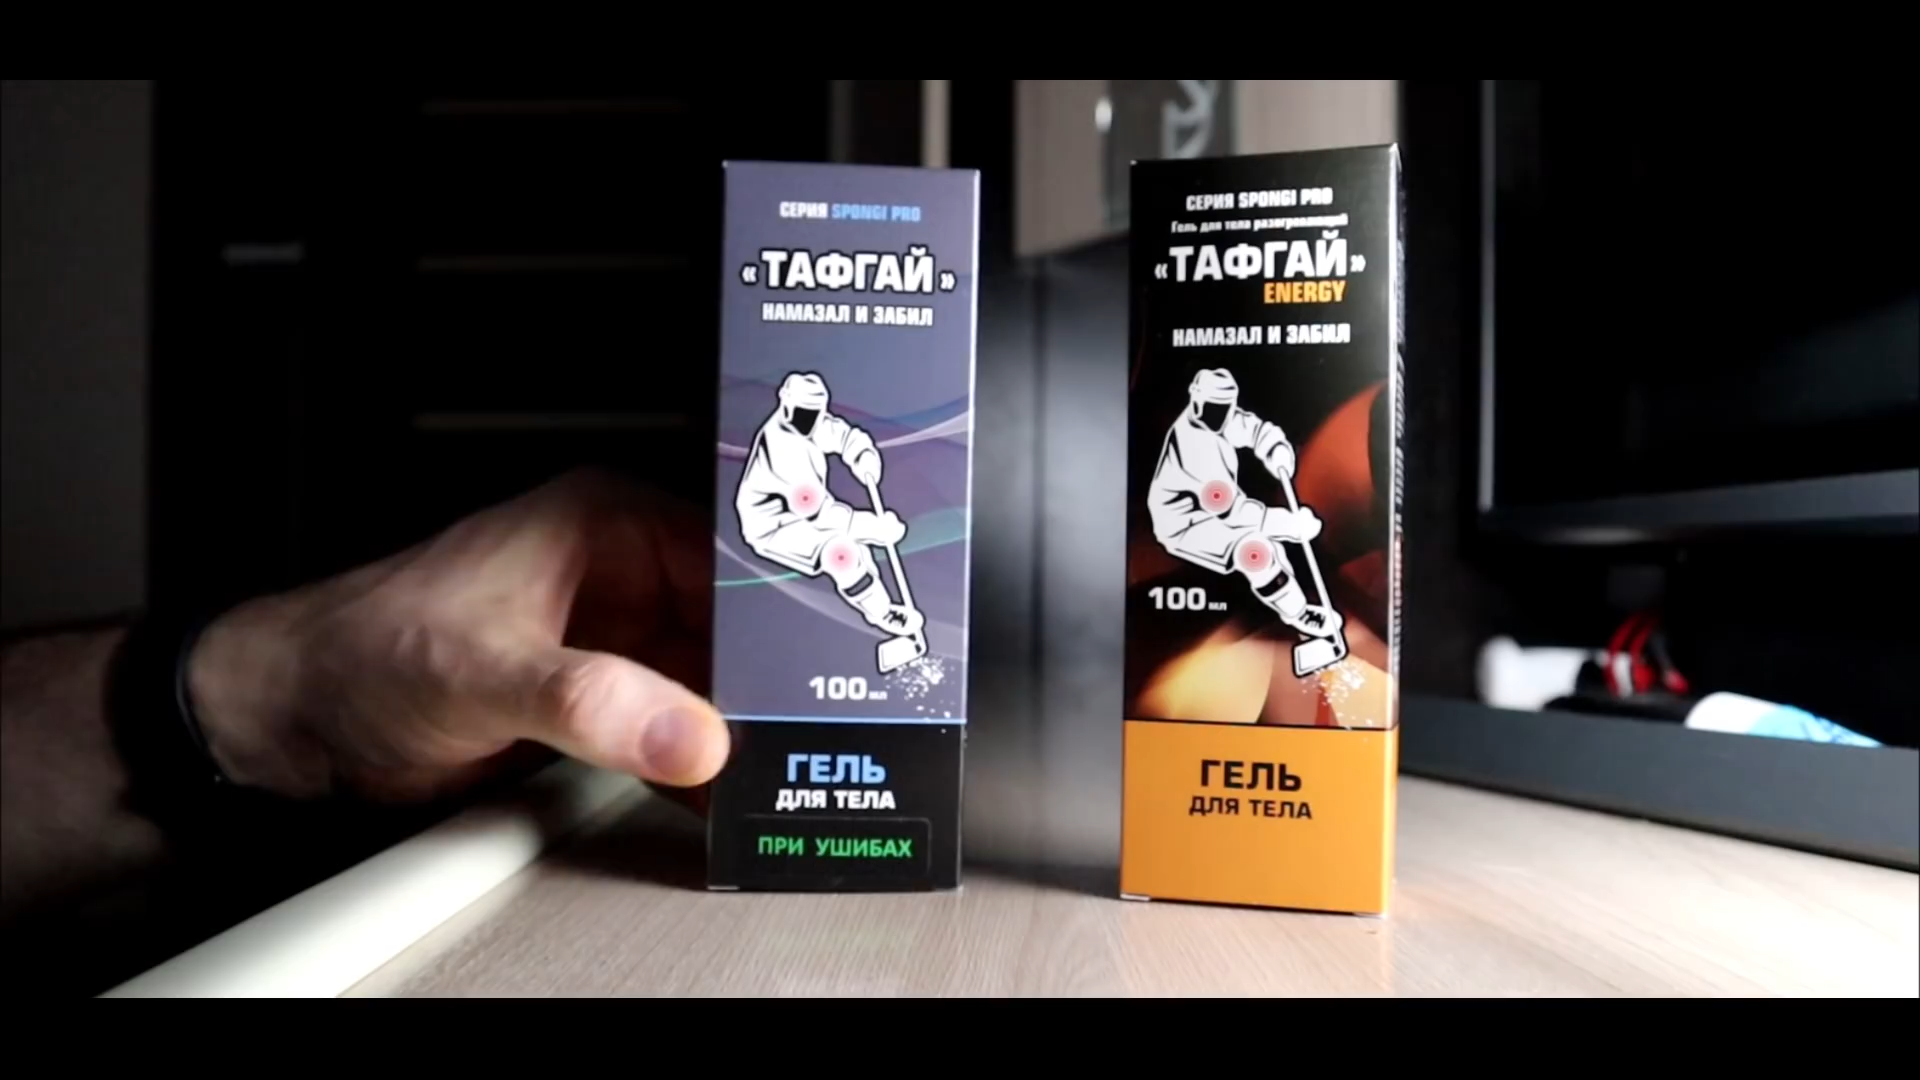 СЕРИЯ SPONGI PRO
«ТАФГАЙ»
НАМАЗАЛ И ЗАБИЛ
100 мл
ГЕЛЬ
ДЛЯ ТЕЛА
ПРИ УШИБАХ
СЕРИЯ SPONGI PRO
Гель для тела разогревающий
«ТАФГАЙ»
ENERGY
НАМАЗАЛ И ЗАБИЛ
100 мл
ГЕЛЬ
ДЛЯ ТЕЛА